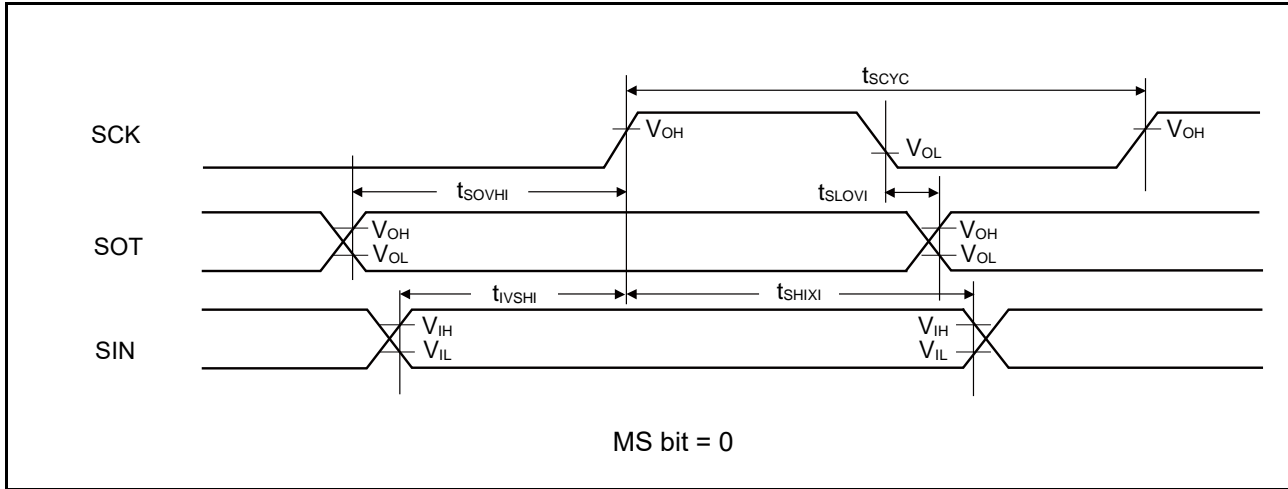 tSCYC
SCK
VOH
VOL
VOH
tSOVHI
tSLOVI
SOT
VOH
VOL
VOH
VOL
tIVSHI
tSHIXI
SIN
VIH
VIL
VIH
VIL
MS bit = 0